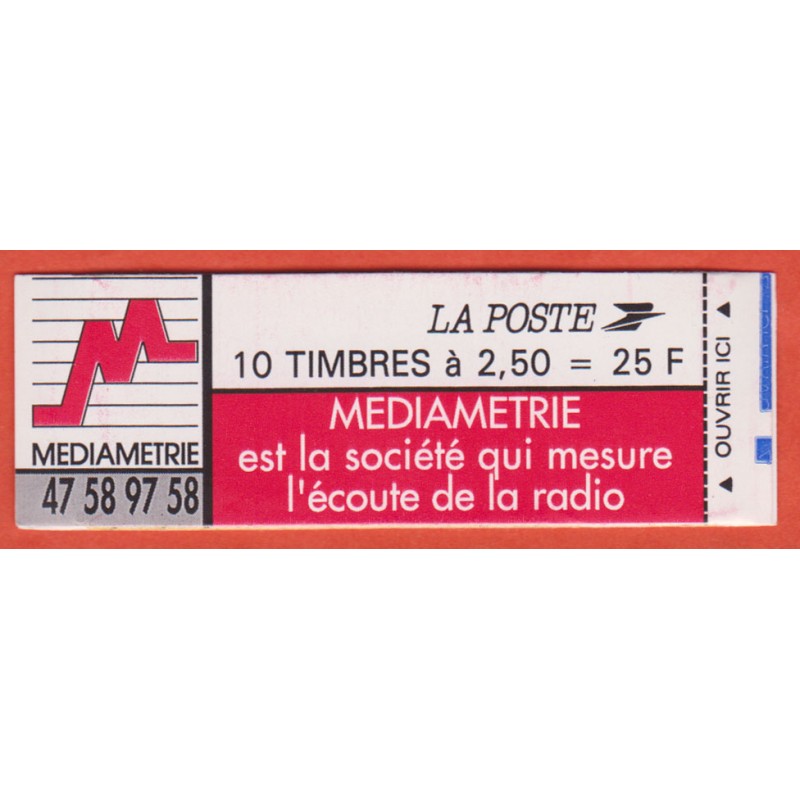 LA POSTE
10 TIMBRES à 2,50 = 25 F
MEDIAMETRIE
47 58 97 58
MEDIAMETRIE
est la société qui mesure
l'écoute de la radio
▲ OUVRIR ICI ▲